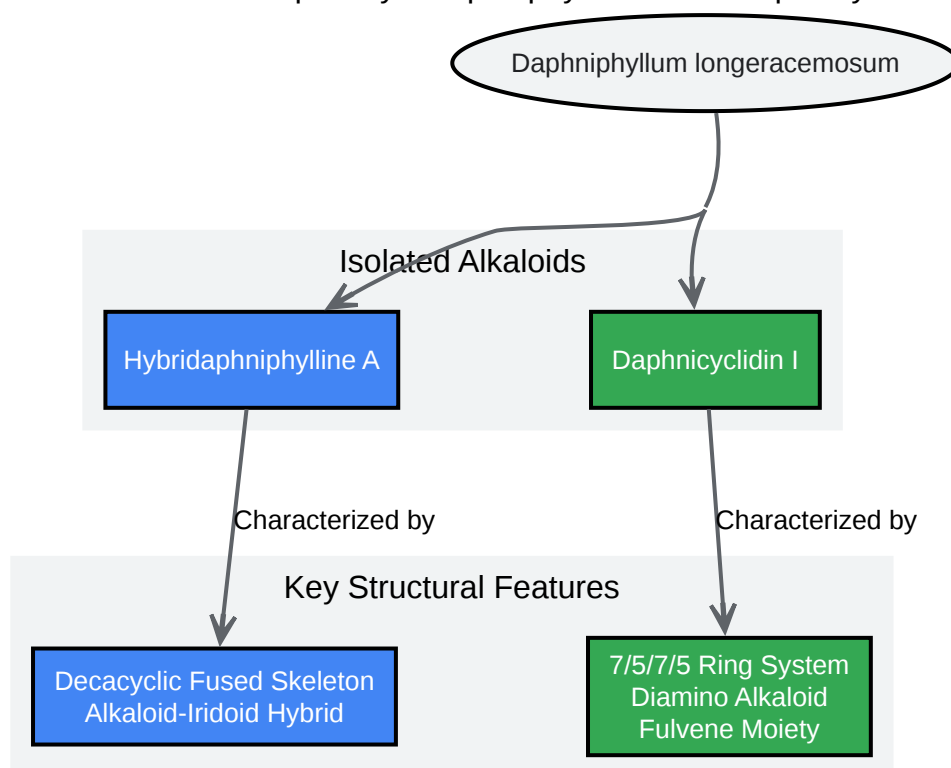 Daphniphyllum longeracemosum
Isolated Alkaloids
Hybridaphniphylline A
Daphnicyclidin I
Characterized by
Characterized by
Key Structural Features
Decacyclic Fused Skeleton
Alkaloid-Iridoid Hybrid
7/5/7/5 Ring System
Diamino Alkaloid
Fulvene Moiety